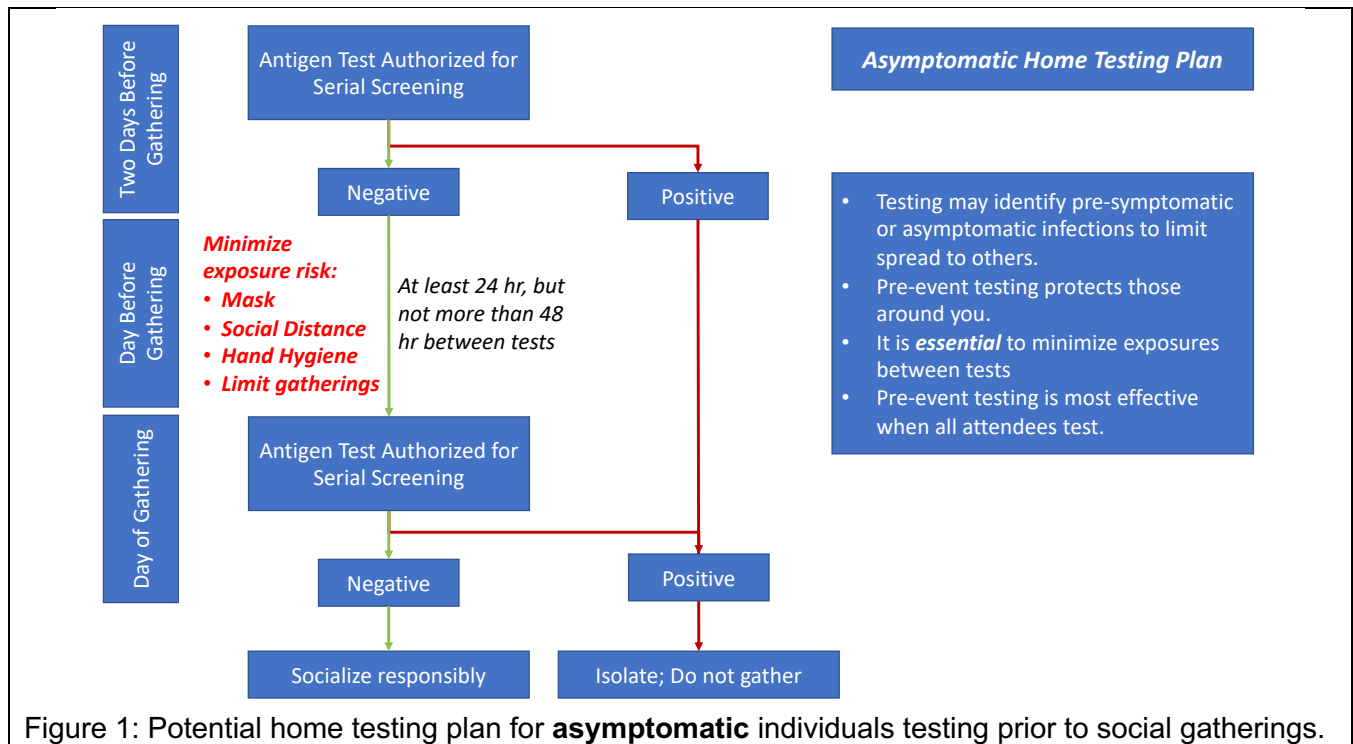 Two Days Before
Gathering
Antigen Test Authorized for
Serial Screening
Asymptomatic Home Testing Plan
Negative
Positive
Day Before
Gathering
Minimize
exposure risk:
• Mask
• Social Distance
• Hand Hygiene
• Limit gatherings
At least 24 hr, but
not more than 48
hr between tests
• Testing may identify pre-symptomatic
or asymptomatic infections to limit
spread to others.
• Pre-event testing protects those
around you.
• It is essential to minimize exposures
between tests
• Pre-event testing is most effective
when all attendees test.
Day of Gathering
Antigen Test Authorized for
Serial Screening
Negative
Positive
Socialize responsibly
Isolate; Do not gather
Figure 1: Potential home testing plan for asymptomatic individuals testing prior to social gatherings.